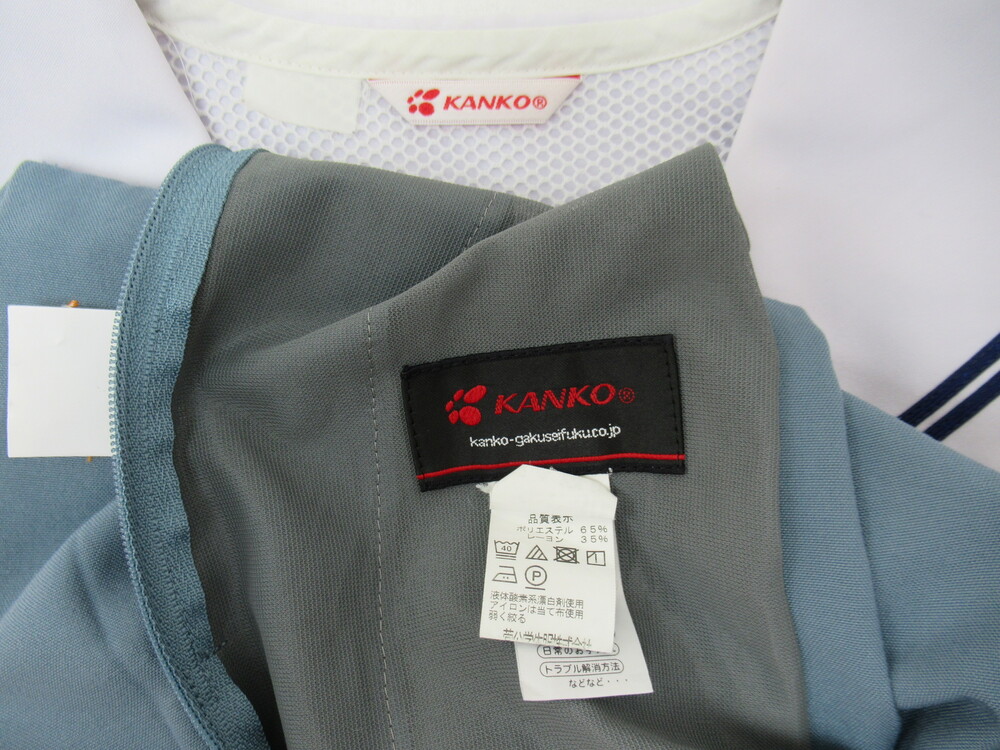 KANKO®
KANKO®
kanko-gakuseifuku.co.jp
品質表示
ポリエステル 65%
レーヨン 35%
40
P
液体酸素系漂白剤使用
アイロンは当て布使用
弱く絞る
日常のお
トラブル解消方法
などなど・・・